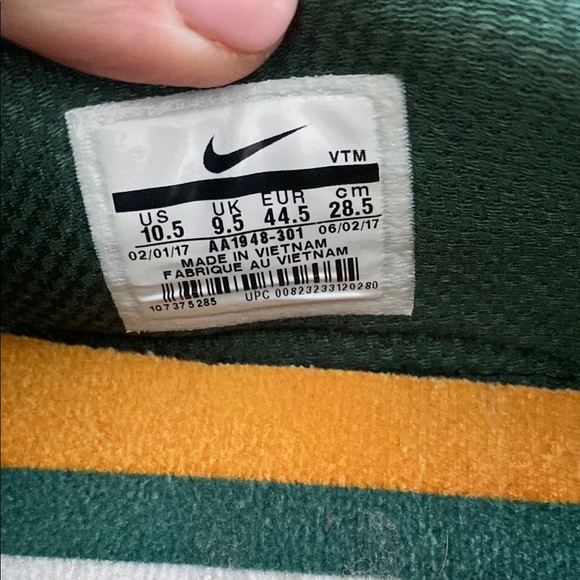 VTM
US UK EUR cm
10.5 9.5 44.5 28.5
02/01/17 AA1948-301 06/02/17
MADE IN VIETNAM
FABRIQUE AU VIETNAM
107375285 UPC 00823233120280